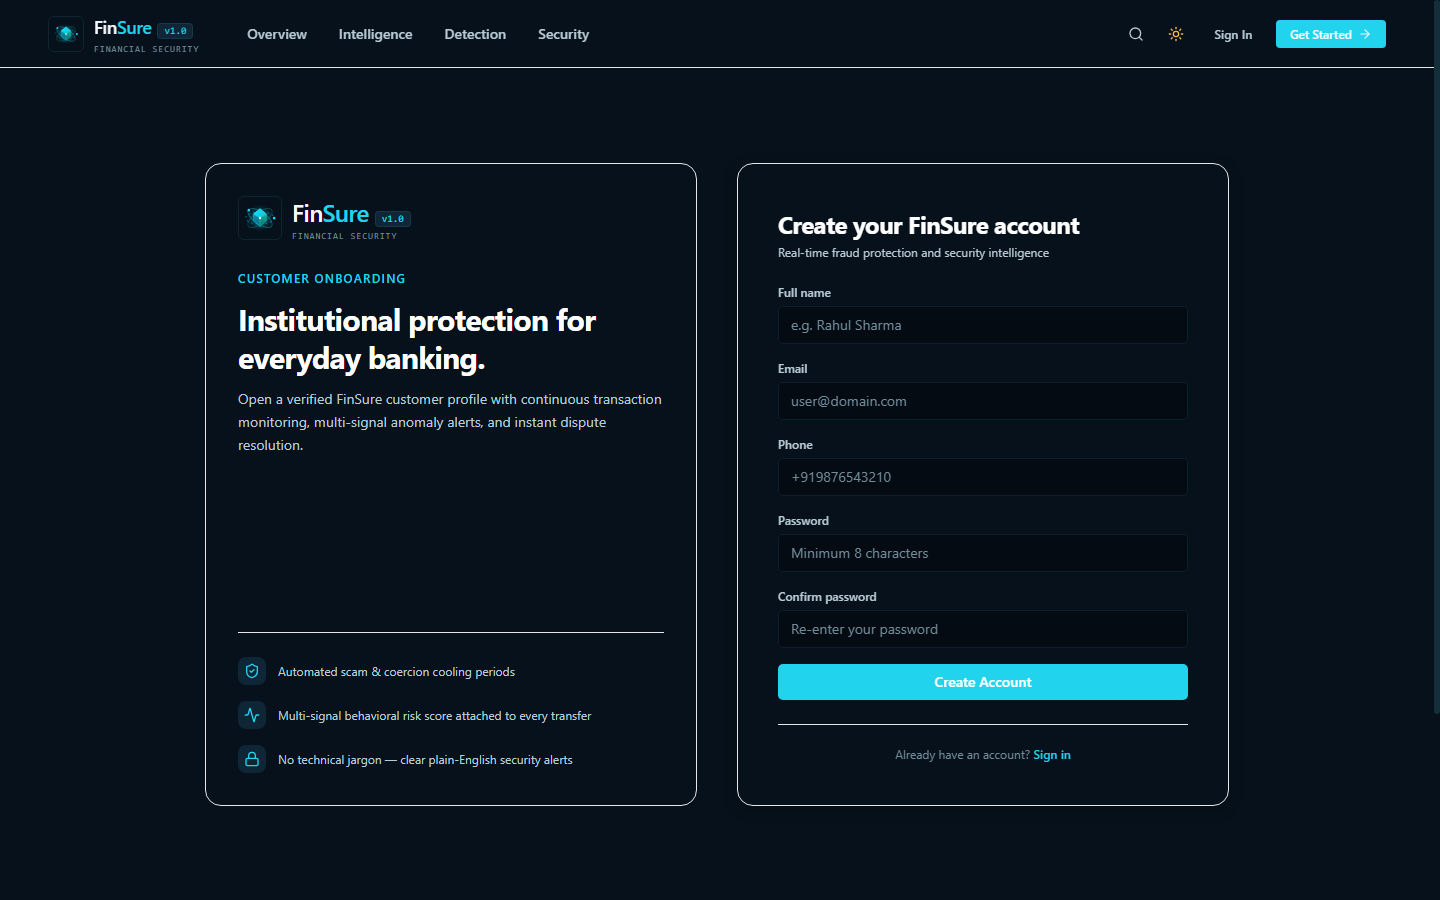 FinSure v1.0
FINANCIAL SECURITY
Overview Intelligence Detection Security
Sign In
Get Started
FinSure v1.0
FINANCIAL SECURITY
CUSTOMER ONBOARDING
Institutional protection for
everyday banking.
Open a verified FinSure customer profile with continuous transaction
monitoring, multi-signal anomaly alerts, and instant dispute
resolution.
Automated scam & coercion cooling periods
Multi-signal behavioral risk score attached to every transfer
No technical jargon — clear plain-English security alerts
Create your FinSure account
Real-time fraud protection and security intelligence
Full name
e.g. Rahul Sharma
Email
user@domain.com
Phone
+919876543210
Password
Minimum 8 characters
Confirm password
Re-enter your password
Create Account
Already have an account? Sign in